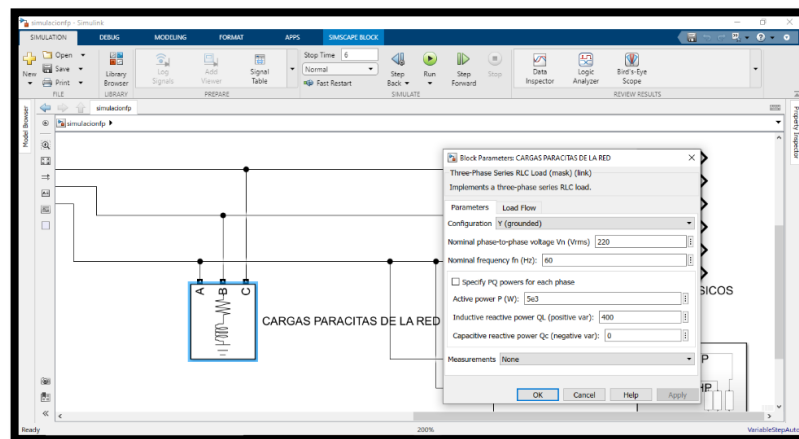 simulacionfp - Simulink
SIMULATION DEBUG MODELING FORMAT APPS SIMSCAPE BLOCK
New
Open
Save
Print
FILE
Library Browser
LIBRARY
Log Signals
Add Viewer
Signal Table
PREPARE
Stop Time 6
Normal
Fast Restart
Step Back
Run
Step Forward
Stop
SIMULATE
Data Inspector
Logic Analyzer
Bird's-Eye Scope
REVIEW RESULTS
Model Browser
simulacionfp
simulacionfp
Property Inspector
A B C
CARGAS PARACITAS DE LA RED
Block Parameters: CARGAS PARACITAS DE LA RED
Three-Phase Series RLC Load (mask) (link)
Implements a three-phase series RLC load.
Parameters Load Flow
Configuration Y (grounded)
Nominal phase-to-phase voltage Vn (Vrms) 220
Nominal frequency fn (Hz): 60
Specify PQ powers for each phase
Active power P (W): 5e3
Inductive reactive power QL (positive var): 400
Capacitive reactive power Qc (negative var): 0
Measurements None
OK Cancel Help Apply
SICOS
P
HP
Ready 200% VariableStepAuto